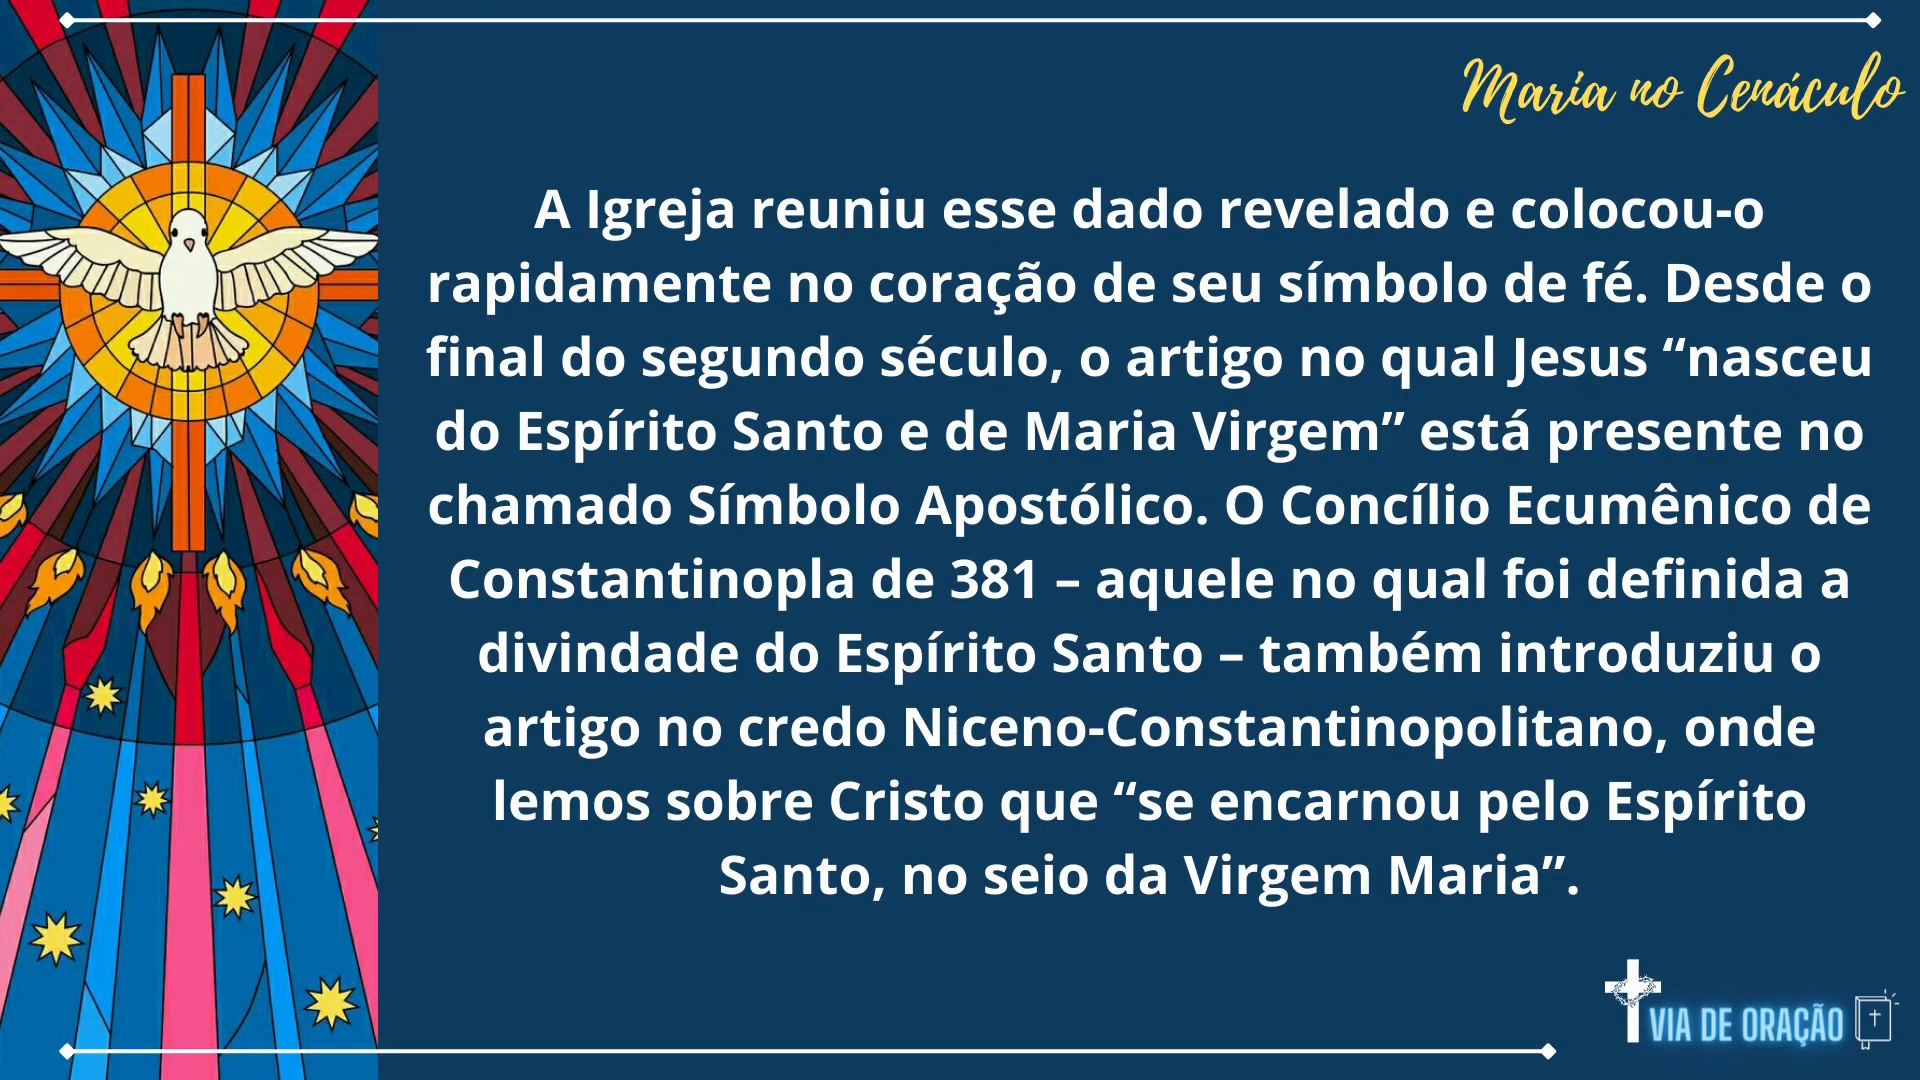 Maria no Cenáculo
A Igreja reuniu esse dado revelado e colocou-o
rapidamente no coração de seu símbolo de fé. Desde o
final do segundo século, o artigo no qual Jesus “nasceu
do Espírito Santo e de Maria Virgem” está presente no
chamado Símbolo Apostólico. O Concílio Ecumênico de
Constantinopla de 381 – aquele no qual foi definida a
divindade do Espírito Santo – também introduziu o
artigo no credo Niceno-Constantinopolitano, onde
lemos sobre Cristo que “se encarnou pelo Espírito
Santo, no seio da Virgem Maria”.
VIA DE ORAÇÃO